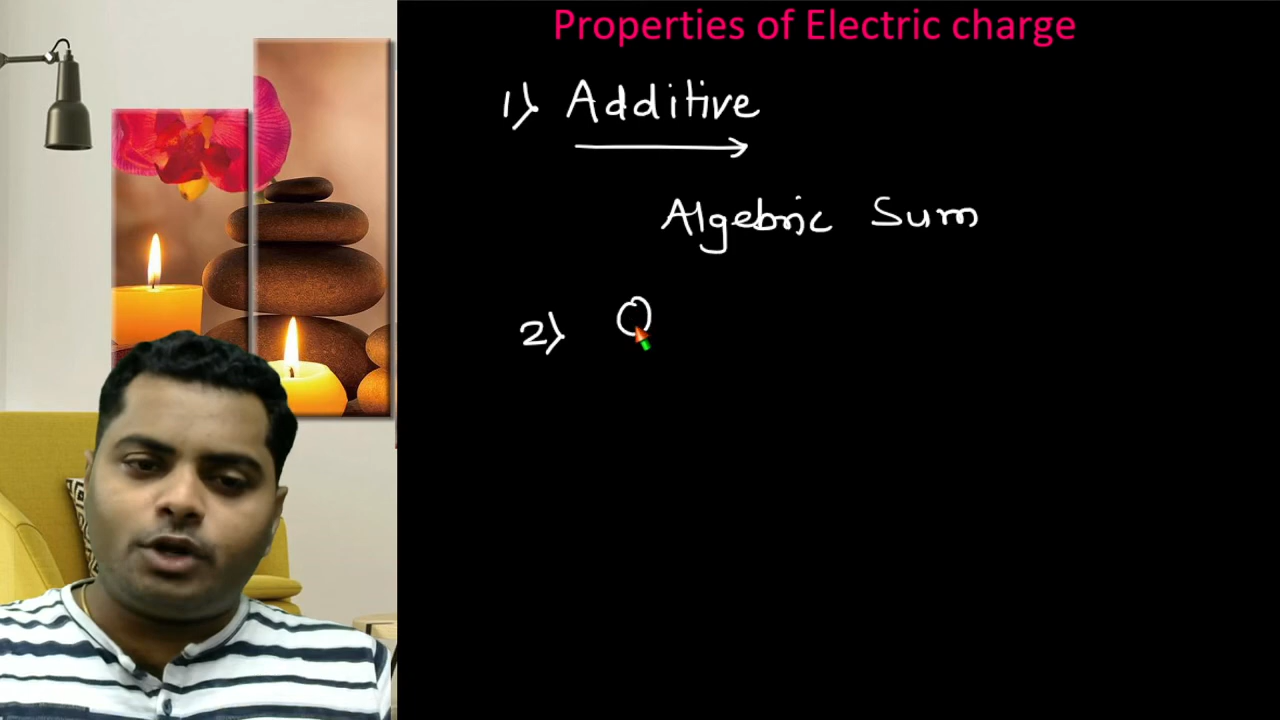 Properties of Electric charge
1) Additive
Algebric Sum
2) Q